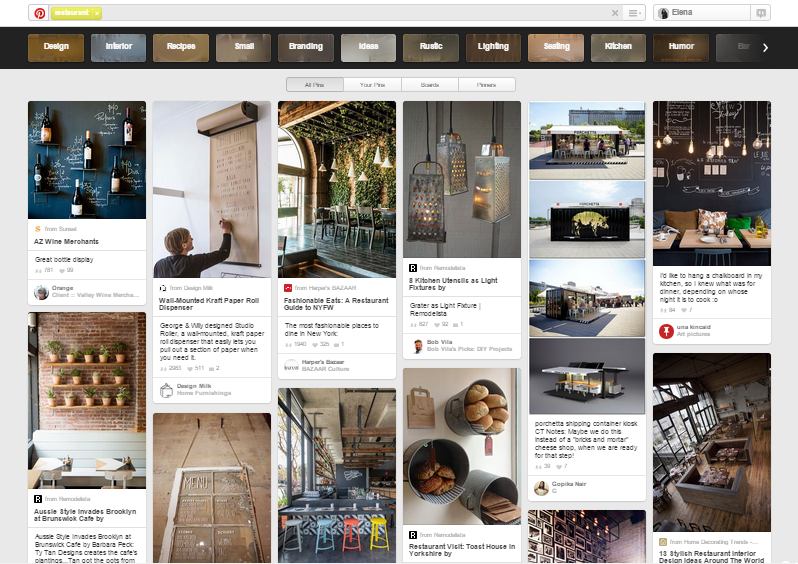 restaurant
Elena
Design
Interior
Recipes
Small
Branding
Ideas
Rustic
Lighting
Seating
Kitchen
Humor
Bar
All Pins
Your Pins
Boards
Pinners
from Sunset
AZ Wine Merchants
Great bottle display
781 99
Orange
Client :: Valley Wine Mercha...
from Remodelista
Aussie Style Invades Brooklyn
at Brunswick Cafe by
Aussie Style Invades Brooklyn at
Brunswick Cafe by Barbara Peck:
Ty Tan Designs creates the cafe's
plantings...Tan got the pots from
from Design Milk
Wall-Mounted Kraft Paper Roll
Dispenser
George & Willy designed Studio
Roller, a wall-mounted, kraft paper
roll dispenser that easily lets you
pull out a section of paper when
you need it.
2983 511 2
Design Milk
Home Furnishings
MENU
from Harper's BAZAAR
Fashionable Eats: A Restaurant
Guide to NYFW
The most fashionable places to
dine in New York:
1940 325 1
Harper's Bazaar
BAZAAR Culture
from Remodelista
8 Kitchen Utensils as Light
Fixtures by
Grater as Light Fixture |
Remodelista
827 92 1
Bob Vila
Bob Vila's Picks: DIY Projects
from Remodelista
Restaurant Visit: Toast House in
Yorkshire by
PORCHETTA
PORCHETTA
porchetta shipping container kiosk
CT Notes: Maybe we do this
instead of a "bricks and mortar"
cheese shop, when we are ready
for that step!
39 7
Gopika Nair
G
I'd like to hang a chalkboard in my
kitchen, so I knew what was for
dinner, depending on whose
night it is to cook :o
84 7
una kincaid
Art pictures
from Home Decorating Trends -...
13 Stylish Restaurant Interior
Design Ideas Around The World